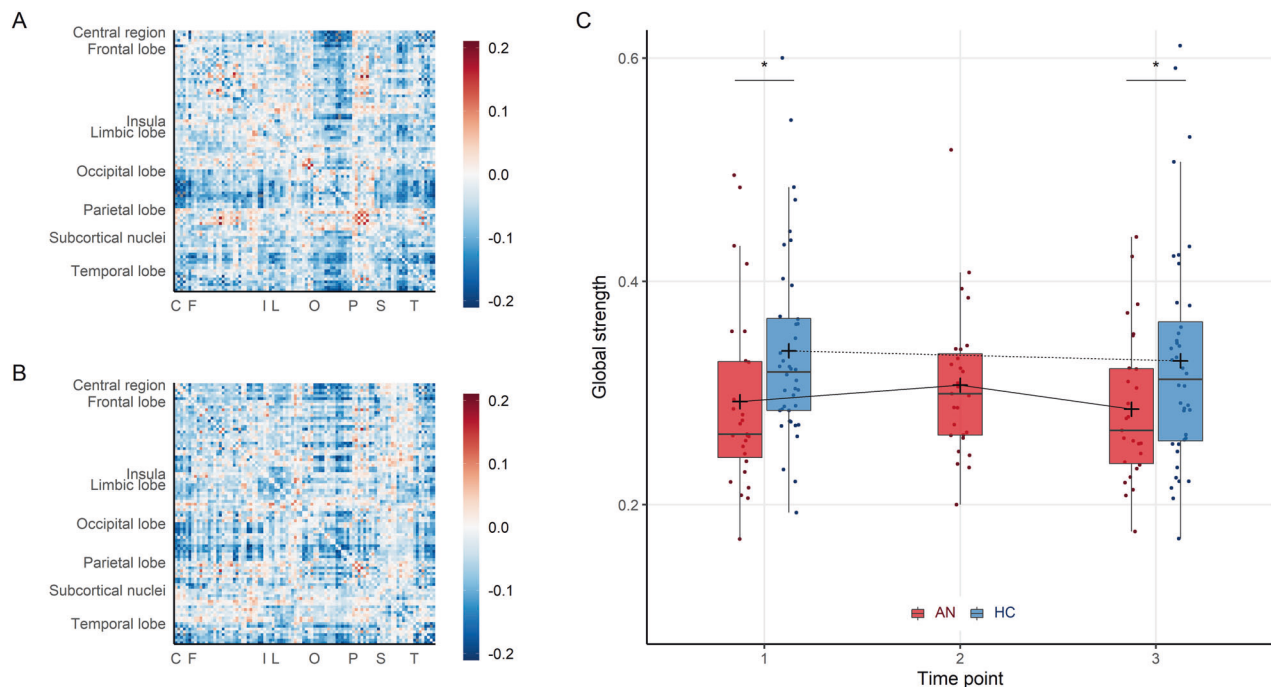 A
Central region
Frontal lobe
Insula
Limbic lobe
Occipital lobe
Parietal lobe
Subcortical nuclei
Temporal lobe
C F I L O P S T
0.2
0.1
0.0
-0.1
-0.2
B
Central region
Frontal lobe
Insula
Limbic lobe
Occipital lobe
Parietal lobe
Subcortical nuclei
Temporal lobe
C F I L O P S T
0.2
0.1
0.0
-0.1
-0.2
C
Global strength
0.6
0.4
0.2
* *
AN HC
1 2 3
Time point